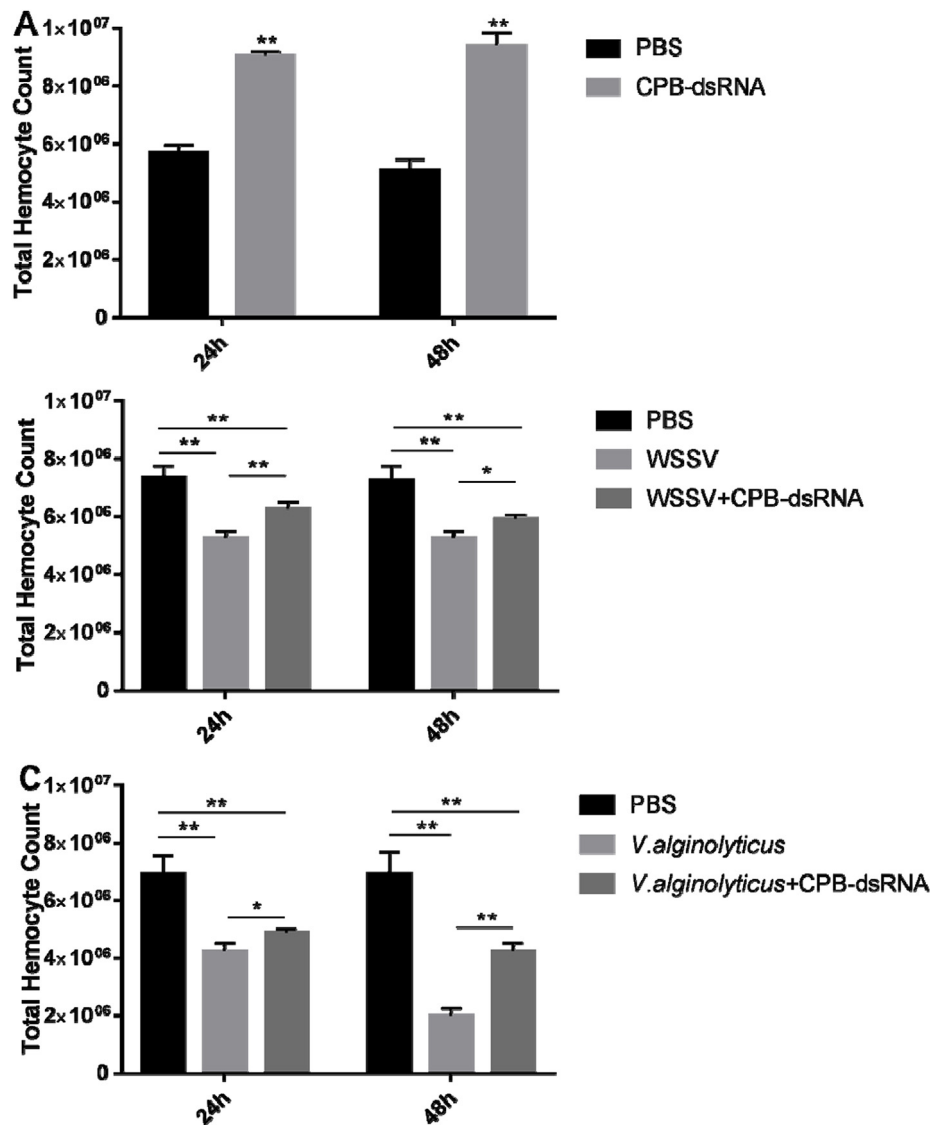 A
Total Hemocyte Count
1×10⁰⁷
8×10⁰⁶
6×10⁰⁶
4×10⁰⁶
2×10⁰⁶
0
**
**
24h
48h
PBS
CPB-dsRNA
Total Hemocyte Count
1×10⁰⁷
8×10⁰⁶
6×10⁰⁶
4×10⁰⁶
2×10⁰⁶
0
**
**
**
**
**
*
24h
48h
PBS
WSSV
WSSV+CPB-dsRNA
C
Total Hemocyte Count
1×10⁰⁷
8×10⁰⁶
6×10⁰⁶
4×10⁰⁶
2×10⁰⁶
0
**
**
*
**
**
**
24h
48h
PBS
V.alginolyticus
V.alginolyticus+CPB-dsRNA